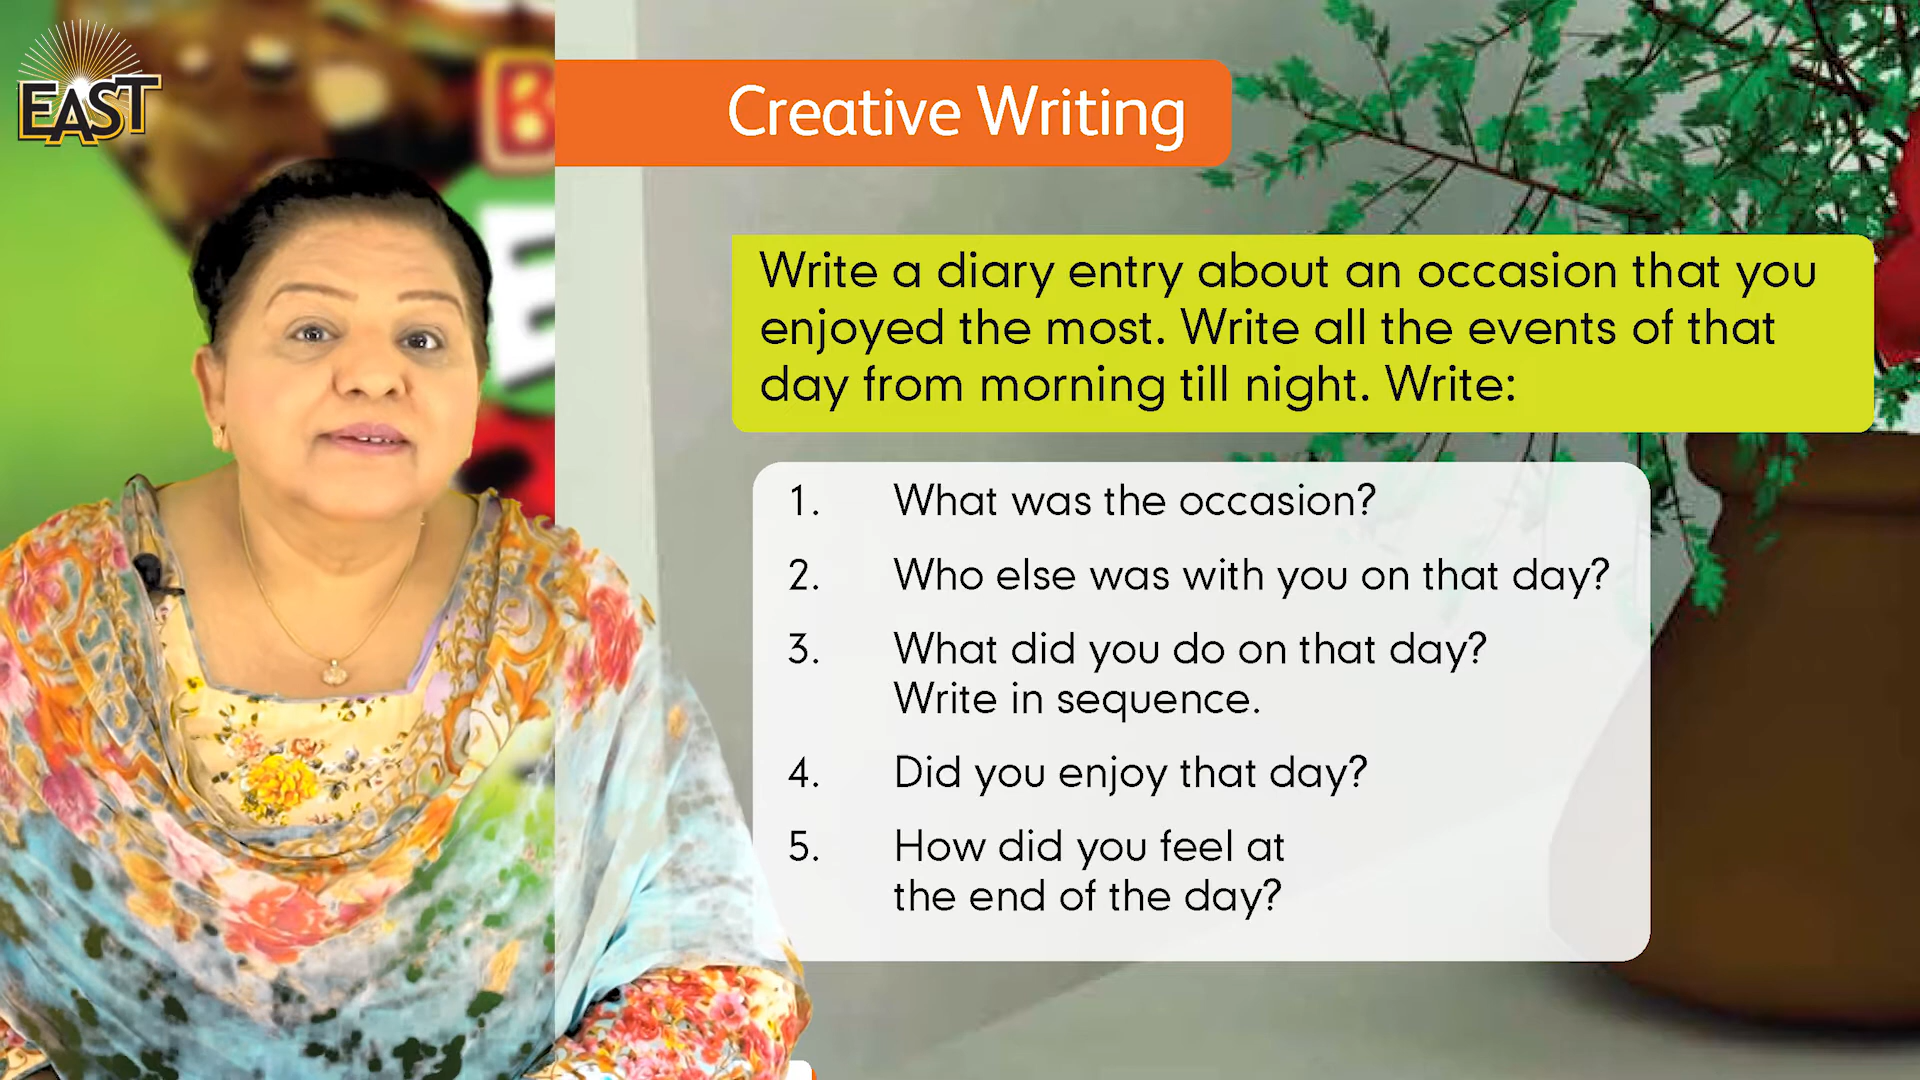 EAST
Creative Writing
Write a diary entry about an occasion that you
enjoyed the most. Write all the events of that
day from morning till night. Write:
1. What was the occasion?
2. Who else was with you on that day?
3. What did you do on that day?
Write in sequence.
4. Did you enjoy that day?
5. How did you feel at
the end of the day?